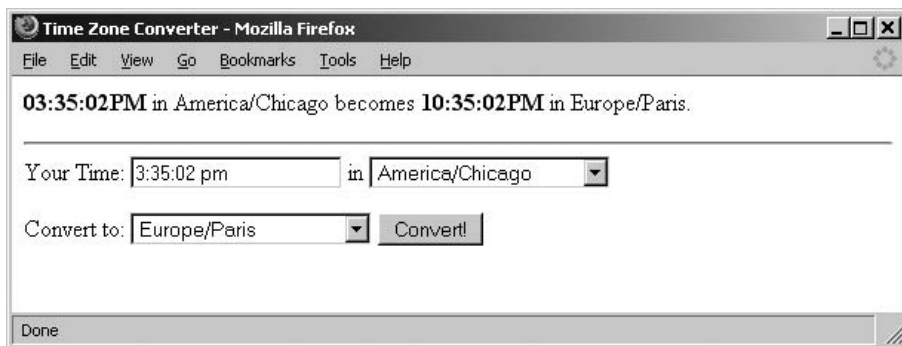 Time Zone Converter - Mozilla Firefox
File Edit View Go Bookmarks Tools Help
03:35:02PM in America/Chicago becomes 10:35:02PM in Europe/Paris.
Your Time: 3:35:02 pm in America/Chicago
Convert to: Europe/Paris Convert!
Done